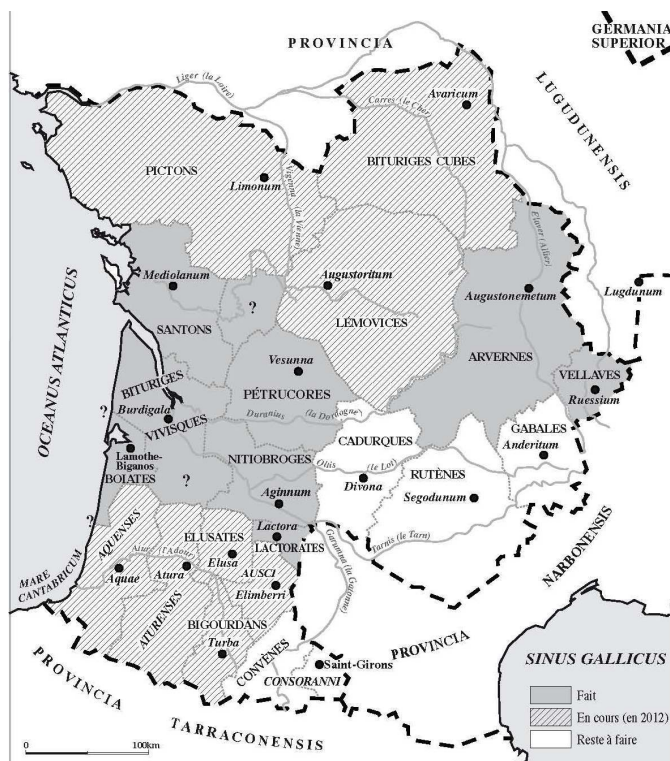 GERMANIA
SUPERIOR
PROVINCIA
LUGUDUNENSIS
Liger (la Loire)
Carres (le Cher)
Avaricum
BITURIGES CUBES
PICTONS
Limonum
Vigenna (la Vienne)
Elaver (Allier)
OCEANUS ATLANTICUS
Mediolanum
?
Augustoritum
Augustonemetum
Lugdunum
SANTONS
LÉMOVICES
ARVERNES
Vesunna
VELLAVES
Ruessium
BITURIGES
PÉTRUCORES
Burdigala
VIVISQUES
Duranius (la Dordogne)
?
CADURQUES
GABALES
Anderitum
Lamothe-
Biganos
BOIATES
?
NITIOBROGES
Oltis (le Lot)
Divona
RUTÈNES
Segodunum
Aginnum
Lactora
LACTORATES
?
Tarnis (le Tarn)
NARBONENSIS
AQUENSES
ELUSATES
Elusa
Atur (l'Adour)
Aquae
Atura
AUSCI
Elimberri
Garumna (la Garonne)
MARE
CANTABRICUM
ATURENSES
BIGOURDANS
Turba
CONVÈNES
PROVINCIA
Saint-Girons
CONSORANNI
PROVINCIA
TARRACONENSIS
SINUS GALLICUS
Fait
En cours (en 2012)
Reste à faire
0 100km